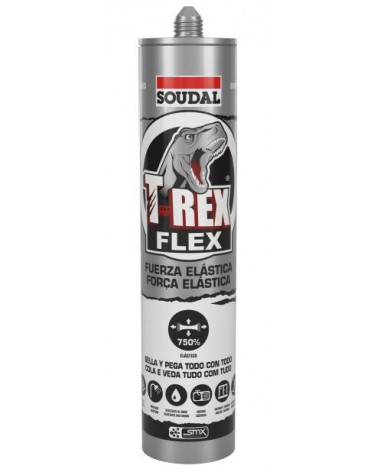 SOUDAL
T-REX
®
FLEX
FUERZA ELÁSTICA
FORÇA ELÁSTICA
750%
ELÁSTICO
SELLA Y PEGA TODO CON TODO
COLA E VEDA TUDO COM TUDO
SMX